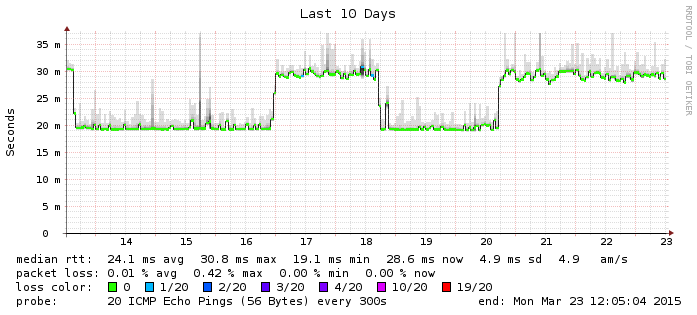 Last 10 Days
RRDTOOL / TOBI OETIKER
Seconds
35 m
30 m
25 m
20 m
15 m
10 m
5 m
0
14 15 16 17 18 19 20 21 22 23
median rtt: 24.1 ms avg 30.8 ms max 19.1 ms min 28.6 ms now 4.9 ms sd 4.9 am/s
packet loss: 0.01 % avg 0.42 % max 0.00 % min 0.00 % now
loss color: 0 1/20 2/20 3/20 4/20 10/20 19/20
probe: 20 ICMP Echo Pings (56 Bytes) every 300s end: Mon Mar 23 12:05:04 2015